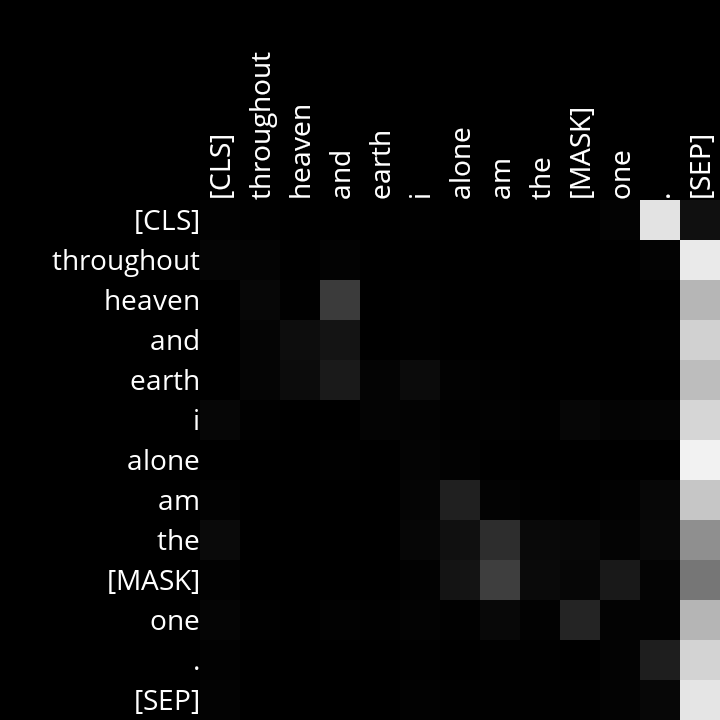 [CLS] throughout heaven and earth i alone am the [MASK] one . [SEP]
[CLS]
throughout
heaven
and
earth
i
alone
am
the
[MASK]
one
.
[SEP]